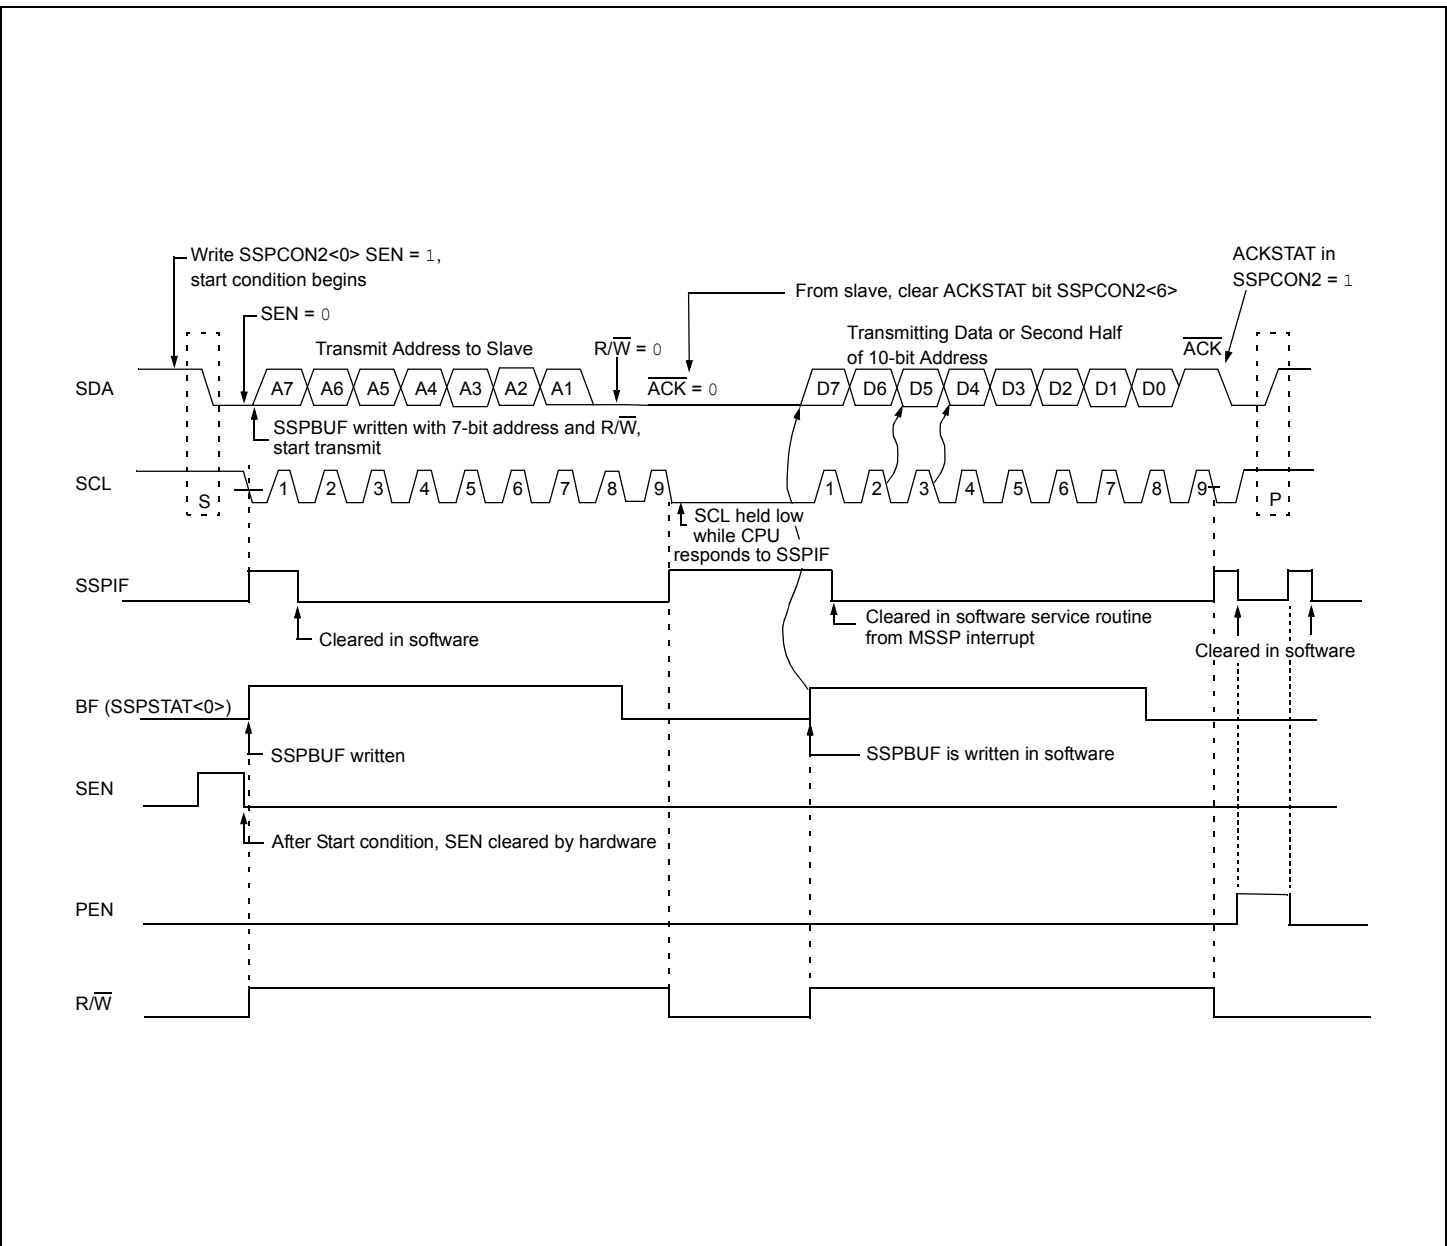 Write SSPCON2<0> SEN = 1,
start condition begins
ACKSTAT in
SSPCON2 = 1
From slave, clear ACKSTAT bit SSPCON2<6>
SEN = 0
Transmit Address to Slave
R/W̅ = 0
Transmitting Data or Second Half
of 10-bit Address
A̅C̅K̅
SDA
A7 A6 A5 A4 A3 A2 A1
A̅C̅K̅ = 0
D7 D6 D5 D4 D3 D2 D1 D0
SSPBUF written with 7-bit address and R/W̅,
start transmit
SCL
S
1 2 3 4 5 6 7 8 9
1 2 3 4 5 6 7 8 9
P
SCL held low
while CPU
responds to SSPIF
SSPIF
Cleared in software
Cleared in software service routine
from MSSP interrupt
Cleared in software
BF (SSPSTAT<0>)
SSPBUF written
SSPBUF is written in software
SEN
After Start condition, SEN cleared by hardware
PEN
R/W̅